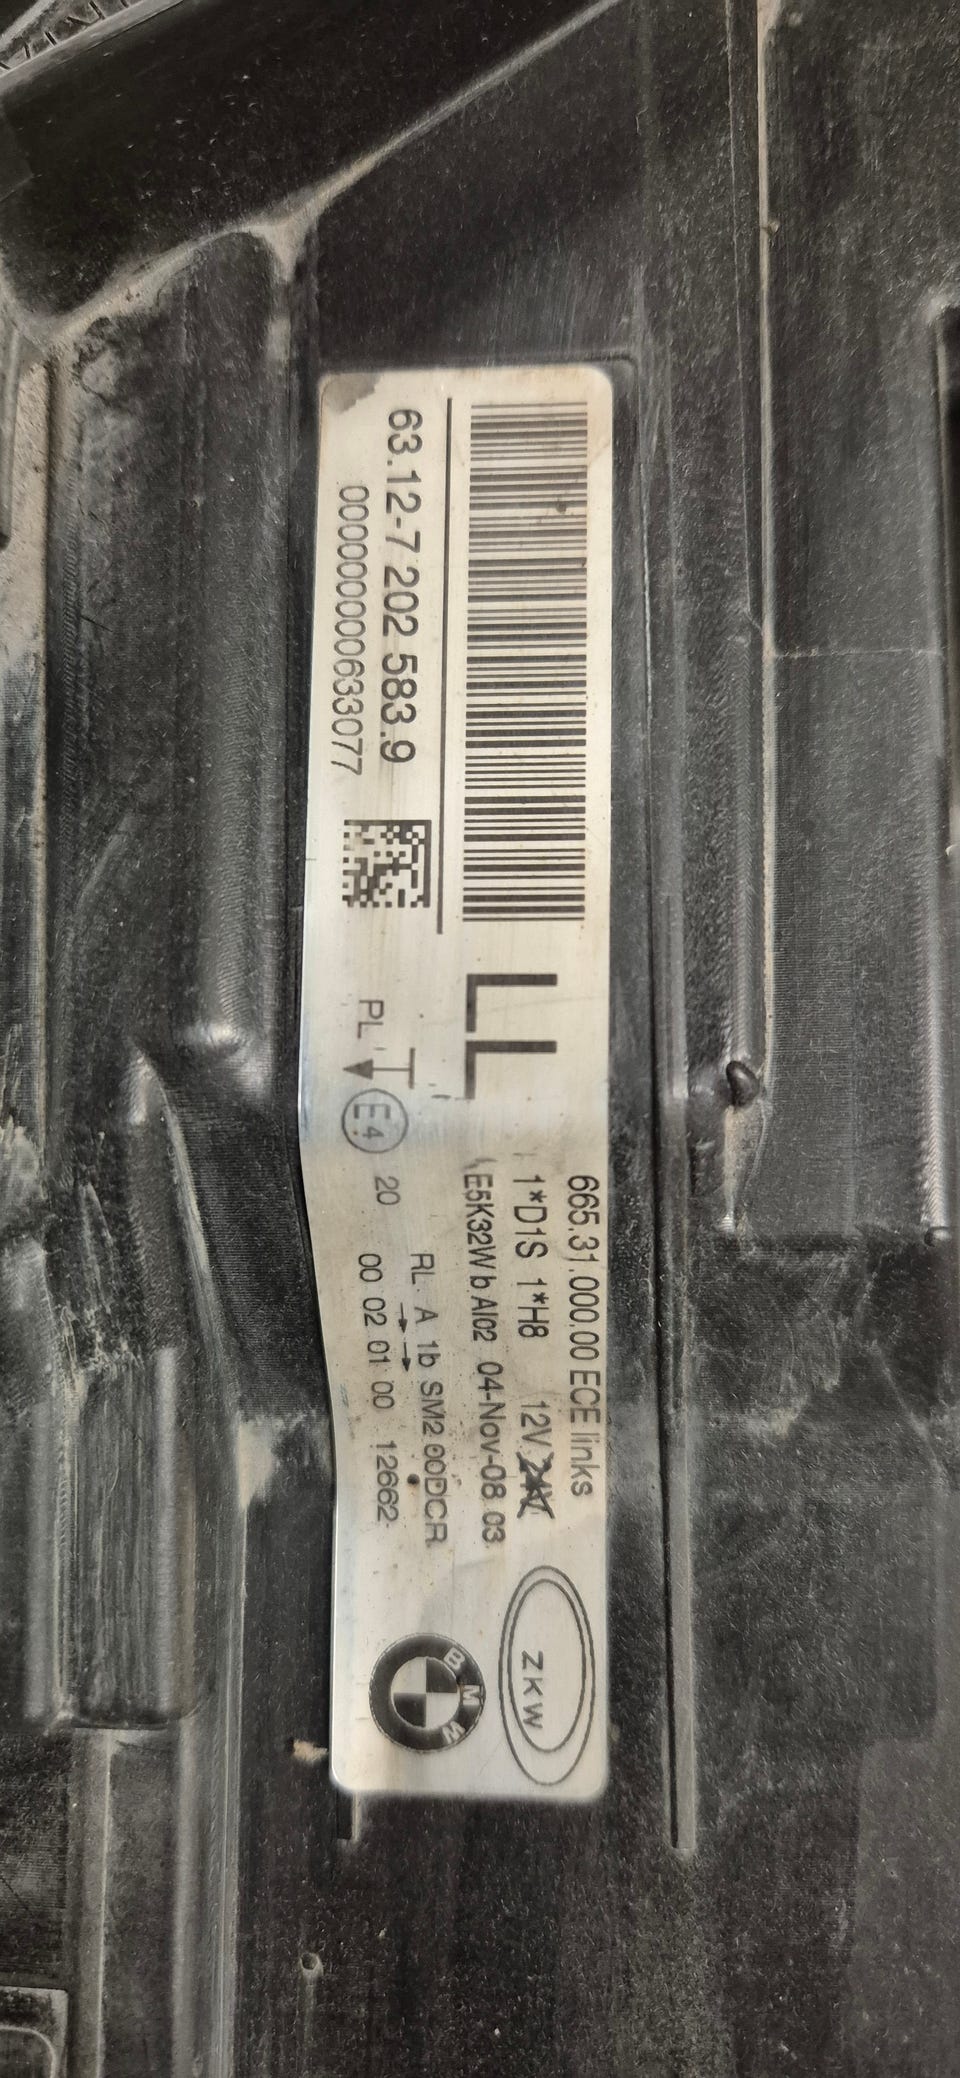 63.12-7 202 583.9
0000000000633077
LL
PL
E4
20
665.31.000.00 ECE links
1*D1S 1*H8 12V 24V
E5K32W b AI02 04-Nov-08 03
RL A 1b SM2 00DCR
00 02 01 00 12662
ZKW
BMW